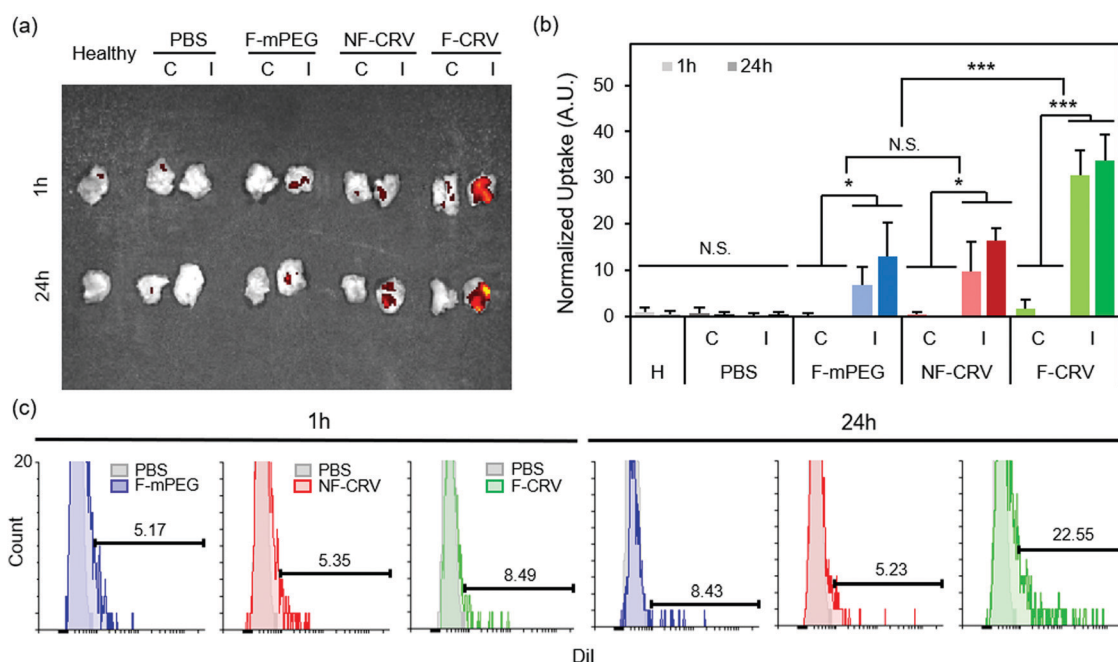 (a)
Healthy PBS F-mPEG NF-CRV F-CRV
C I C I C I C I
1h
24h
(b)
Normalized Uptake (A.U.)
50
40
30
20
10
0
1h 24h
***
***
N.S.
* *
N.S.
C I C I C I C I
H PBS F-mPEG NF-CRV F-CRV
(c)
1h 24h
Count
20
PBS
F-mPEG
5.17
PBS
NF-CRV
5.35
PBS
F-CRV
8.49
8.43
5.23
22.55
DiI